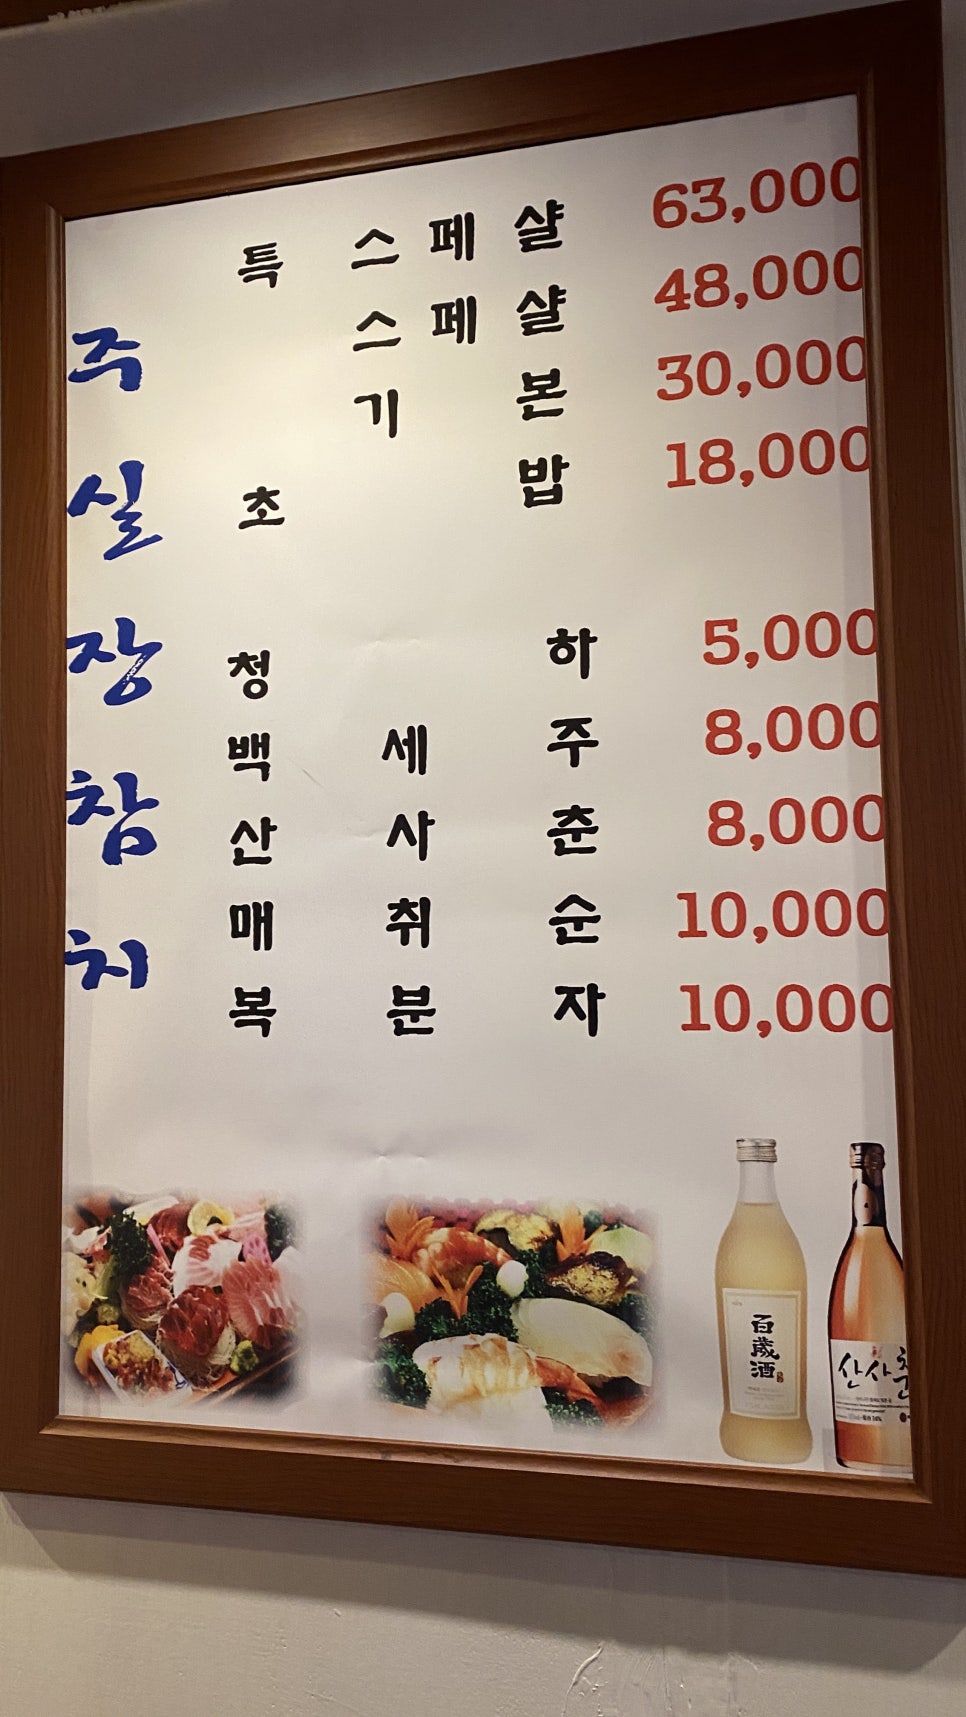 주실장참치
특 스페샬 63,000
스페샬 48,000
기본 30,000
초밥 18,000
청하 5,000
백세주 8,000
산사춘 8,000
매취순 10,000
복분자 10,000
百歲酒
산사춘